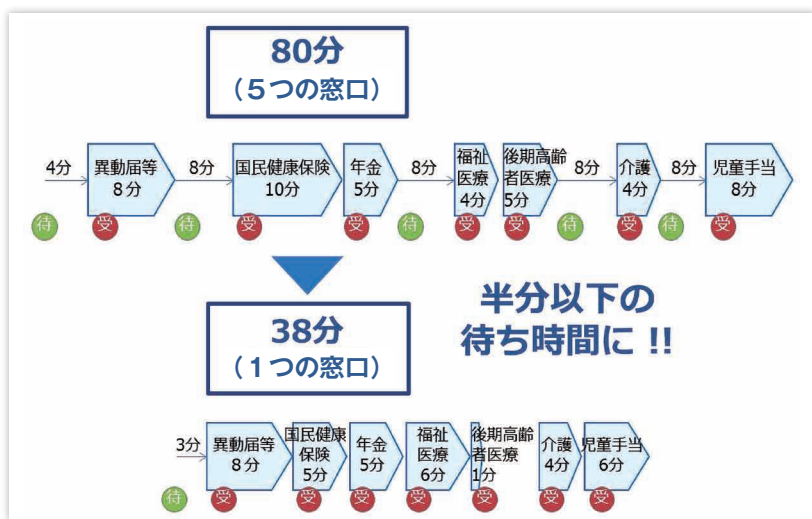 80分
（５つの窓口）
4分
異動届等
8分
8分
国民健康保険
10分
年金
5分
8分
福祉
医療
4分
後期高齢
者医療
5分
8分
介護
4分
8分
児童手当
8分
待
受
待
受
受
待
受
受
待
受
待
受
38分
（１つの窓口）
半分以下の
待ち時間に !!
3分
異動届等
8分
国民健康
保険
5分
年金
5分
福祉
医療
6分
後期高齢
者医療
1分
介護
4分
児童手当
6分
待
受
受
受
受
受
受
受